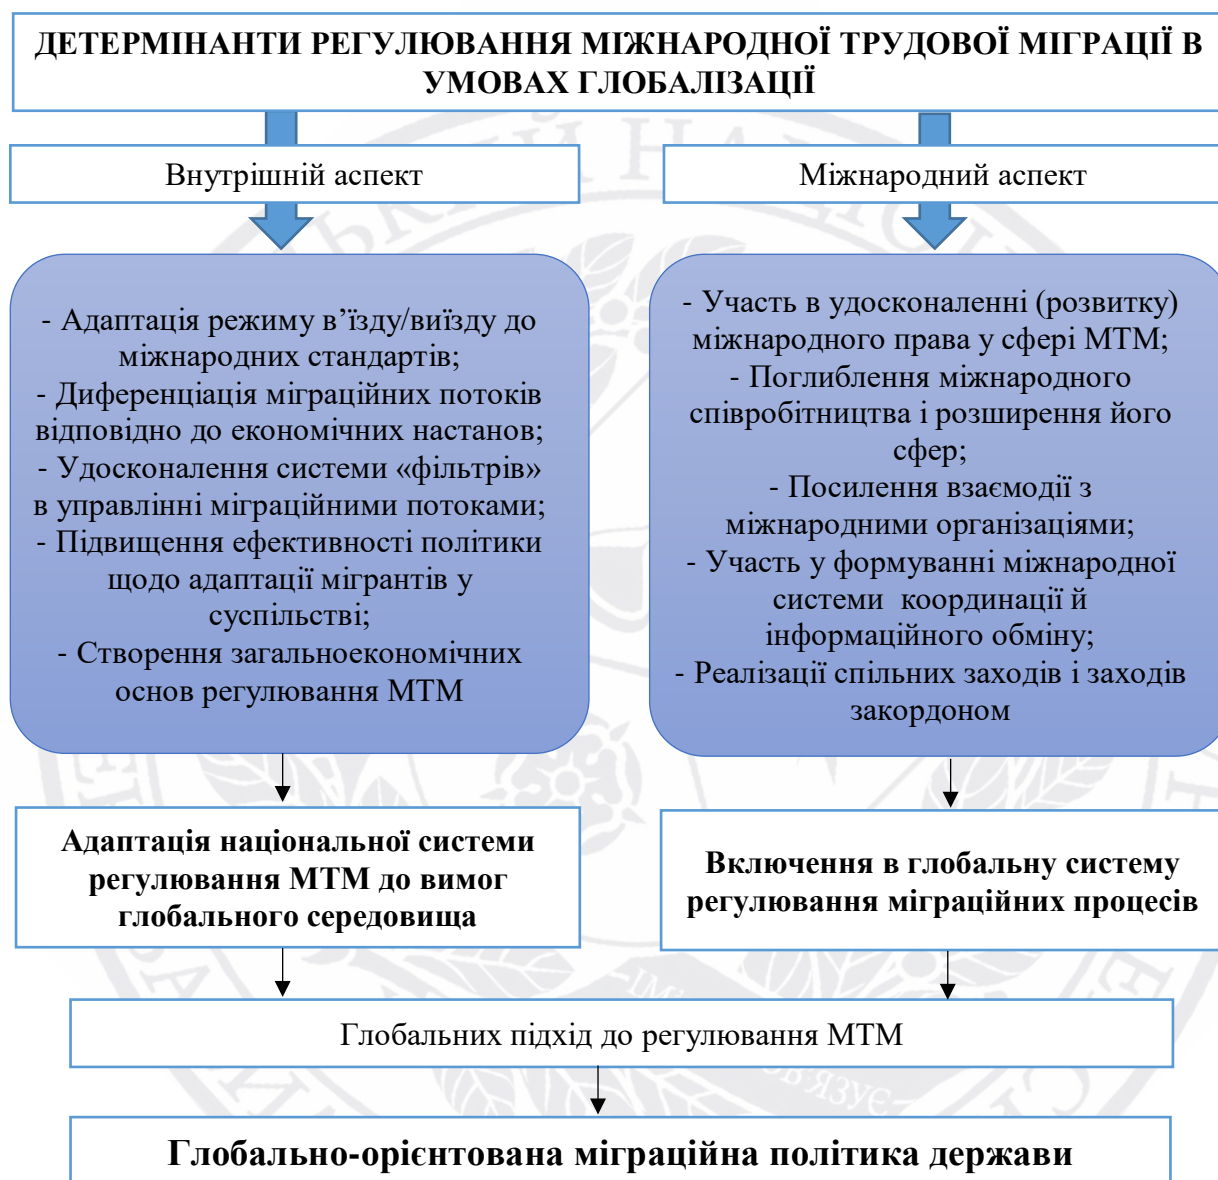 ДЕТЕРМІНАНТИ РЕГУЛЮВАННЯ МІЖНАРОДНОЇ ТРУДОВОЇ МІГРАЦІЇ В
УМОВАХ ГЛОБАЛІЗАЦІЇ
Внутрішній аспект
- Адаптація режиму в’їзду/виїзду до
міжнародних стандартів;
- Диференціація міграційних потоків
відповідно до економічних настанов;
- Удосконалення системи «фільтрів»
в управлінні міграційними потоками;
- Підвищення ефективності політики
щодо адаптації мігрантів у
суспільстві;
- Створення загальноекономічних
основ регулювання МТМ
Адаптація національної системи
регулювання МТМ до вимог
глобального середовища
Міжнародний аспект
- Участь в удосконаленні (розвитку)
міжнародного права у сфері МТМ;
- Поглиблення міжнародного
співробітництва і розширення його
сфер;
- Посилення взаємодії з
міжнародними організаціями;
- Участь у формуванні міжнародної
системи  координації й
інформаційного обміну;
- Реалізації спільних заходів і заходів
закордоном
Включення в глобальну систему
регулювання міграційних процесів
Глобальних підхід до регулювання МТМ
Глобально-орієнтована міграційна політика держави